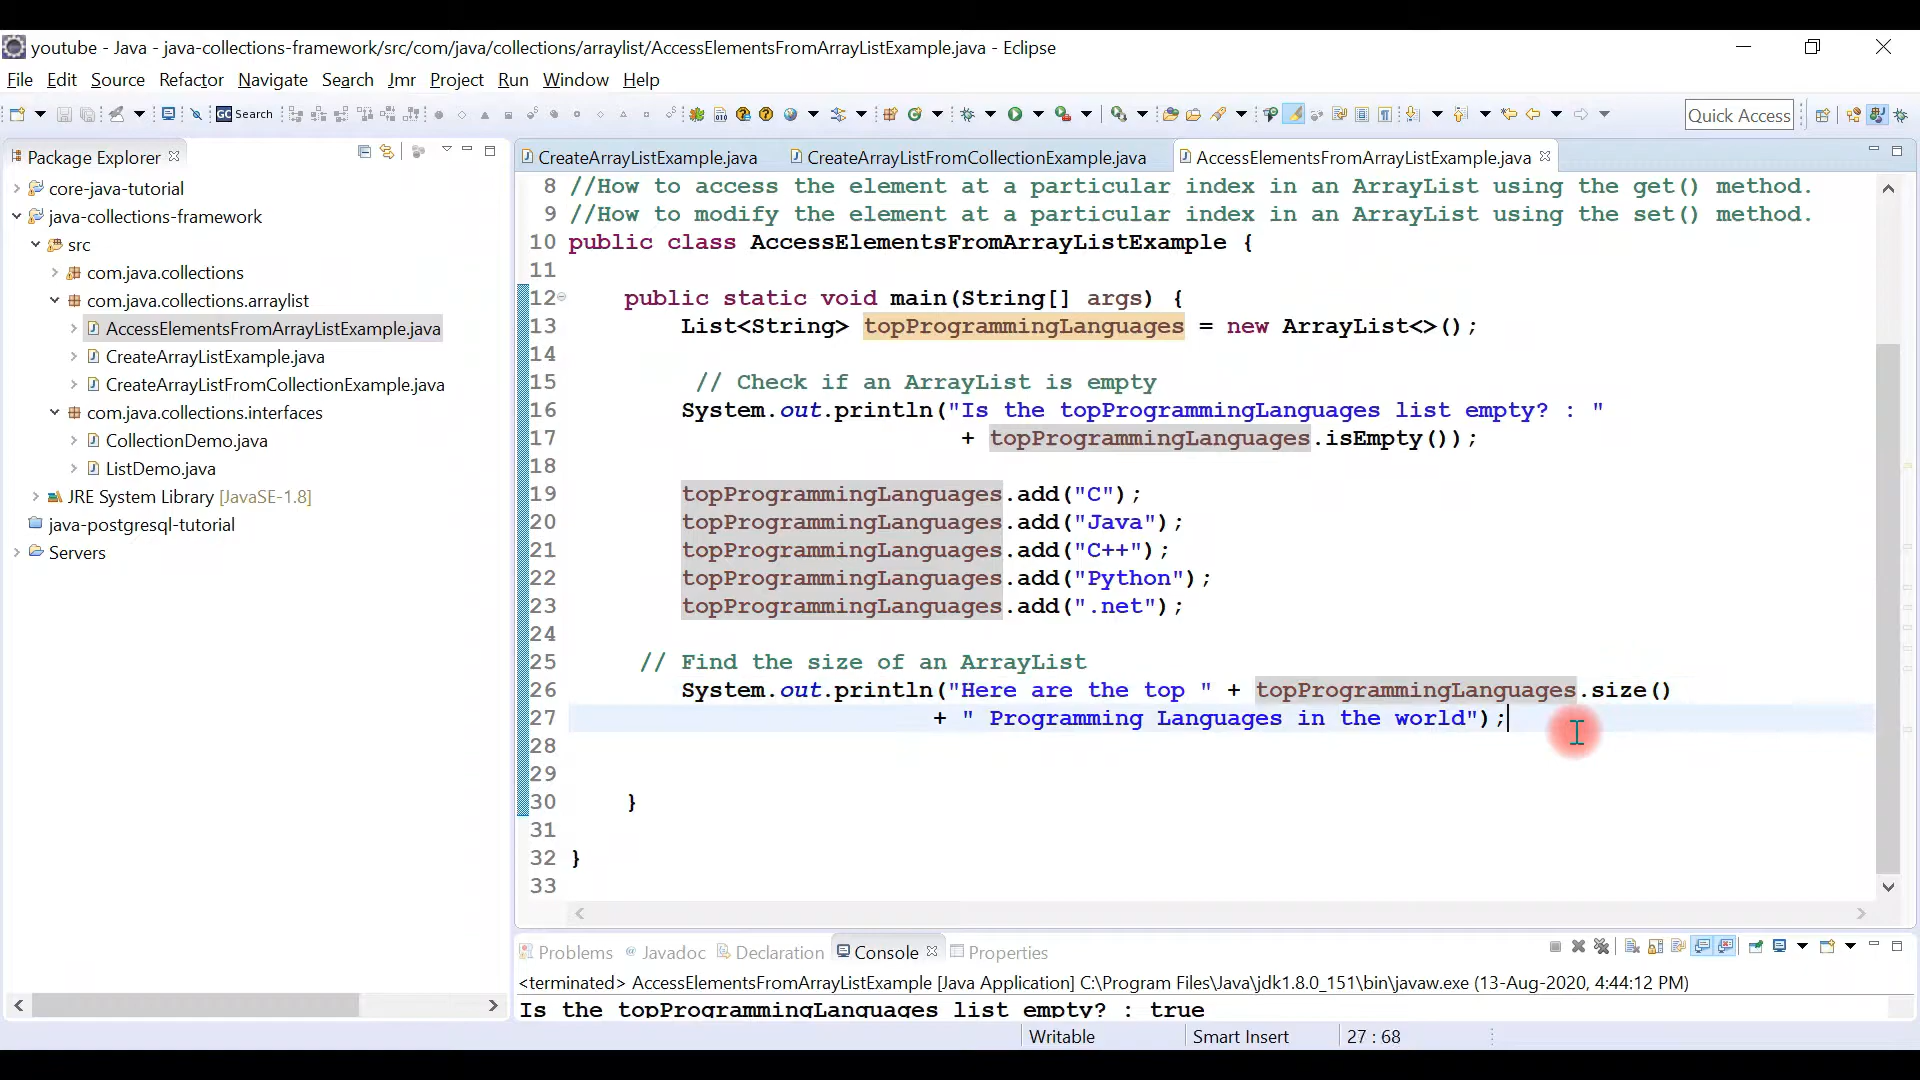 youtube - Java - java-collections-framework/src/com/java/collections/arraylist/AccessElementsFromArrayListExample.java - Eclipse
File Edit Source Refactor Navigate Search Jmr Project Run Window Help
GC Search
Quick Access
Package Explorer
core-java-tutorial
java-collections-framework
src
com.java.collections
com.java.collections.arraylist
AccessElementsFromArrayListExample.java
CreateArrayListExample.java
CreateArrayListFromCollectionExample.java
com.java.collections.interfaces
CollectionDemo.java
ListDemo.java
JRE System Library [JavaSE-1.8]
java-postgresql-tutorial
Servers
CreateArrayListExample.java CreateArrayListFromCollectionExample.java AccessElementsFromArrayListExample.java
8 //How to access the element at a particular index in an ArrayList using the get() method.
9 //How to modify the element at a particular index in an ArrayList using the set() method.
10 public class AccessElementsFromArrayListExample {
11
12 public static void main(String[] args) {
13 List<String> topProgrammingLanguages = new ArrayList<>();
14
15 // Check if an ArrayList is empty
16 System.out.println("Is the topProgrammingLanguages list empty? : "
17 + topProgrammingLanguages.isEmpty());
18
19 topProgrammingLanguages.add("C");
20 topProgrammingLanguages.add("Java");
21 topProgrammingLanguages.add("C++");
22 topProgrammingLanguages.add("Python");
23 topProgrammingLanguages.add(".net");
24
25 // Find the size of an ArrayList
26 System.out.println("Here are the top " + topProgrammingLanguages.size()
27 + " Programming Languages in the world");
28
29
30 }
31
32 }
33
Problems Javadoc Declaration Console Properties
<terminated> AccessElementsFromArrayListExample [Java Application] C:\Program Files\Java\jdk1.8.0_151\bin\javaw.exe (13-Aug-2020, 4:44:12 PM)
Is the topProgrammingLanguages list empty? : true
Writable Smart Insert 27 : 68